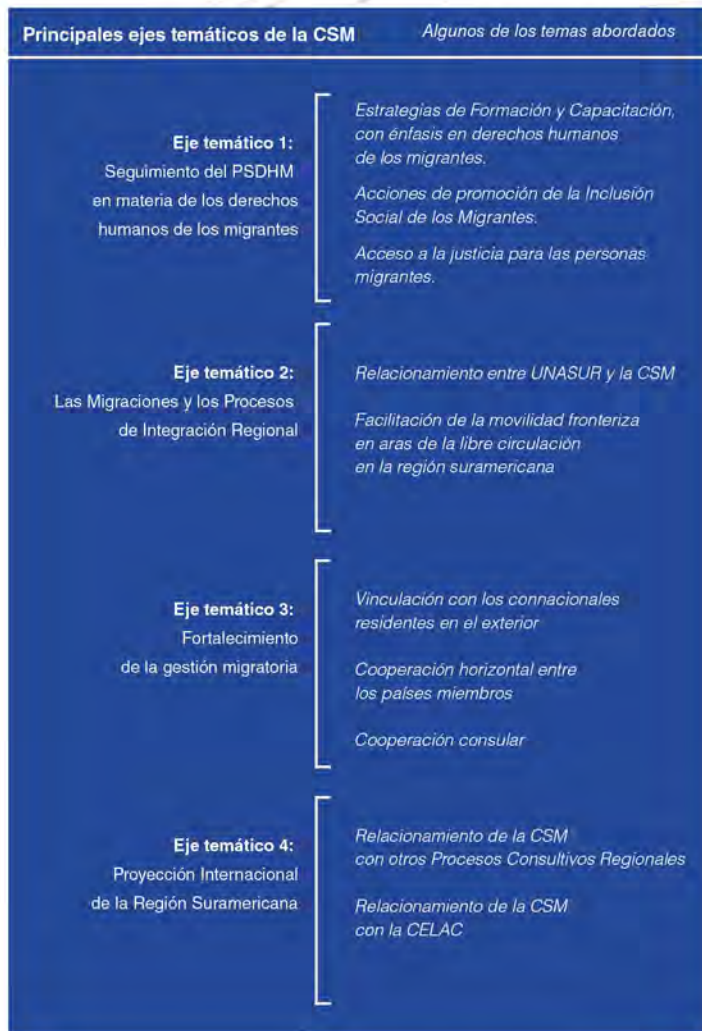 Principales ejes temáticos de la CSM
Algunos de los temas abordados
Eje temático 1:
Seguimiento del PSDHM
en materia de los derechos
humanos de los migrantes
Estrategias de Formación y Capacitación,
con énfasis en derechos humanos
de los migrantes.
Acciones de promoción de la Inclusión
Social de los Migrantes.
Acceso a la justicia para las personas
migrantes.
Eje temático 2:
Las Migraciones y los Procesos
de Integración Regional
Relacionamiento entre UNASUR y la CSM
Facilitación de la movilidad fronteriza
en aras de la libre circulación
en la región suramericana
Eje temático 3:
Fortalecimiento
de la gestión migratoria
Vinculación con los connacionales
residentes en el exterior
Cooperación horizontal entre
los países miembros
Cooperación consular
Eje temático 4:
Proyección Internacional
de la Región Suramericana
Relacionamiento de la CSM
con otros Procesos Consultivos Regionales
Relacionamiento de la CSM
con la CELAC